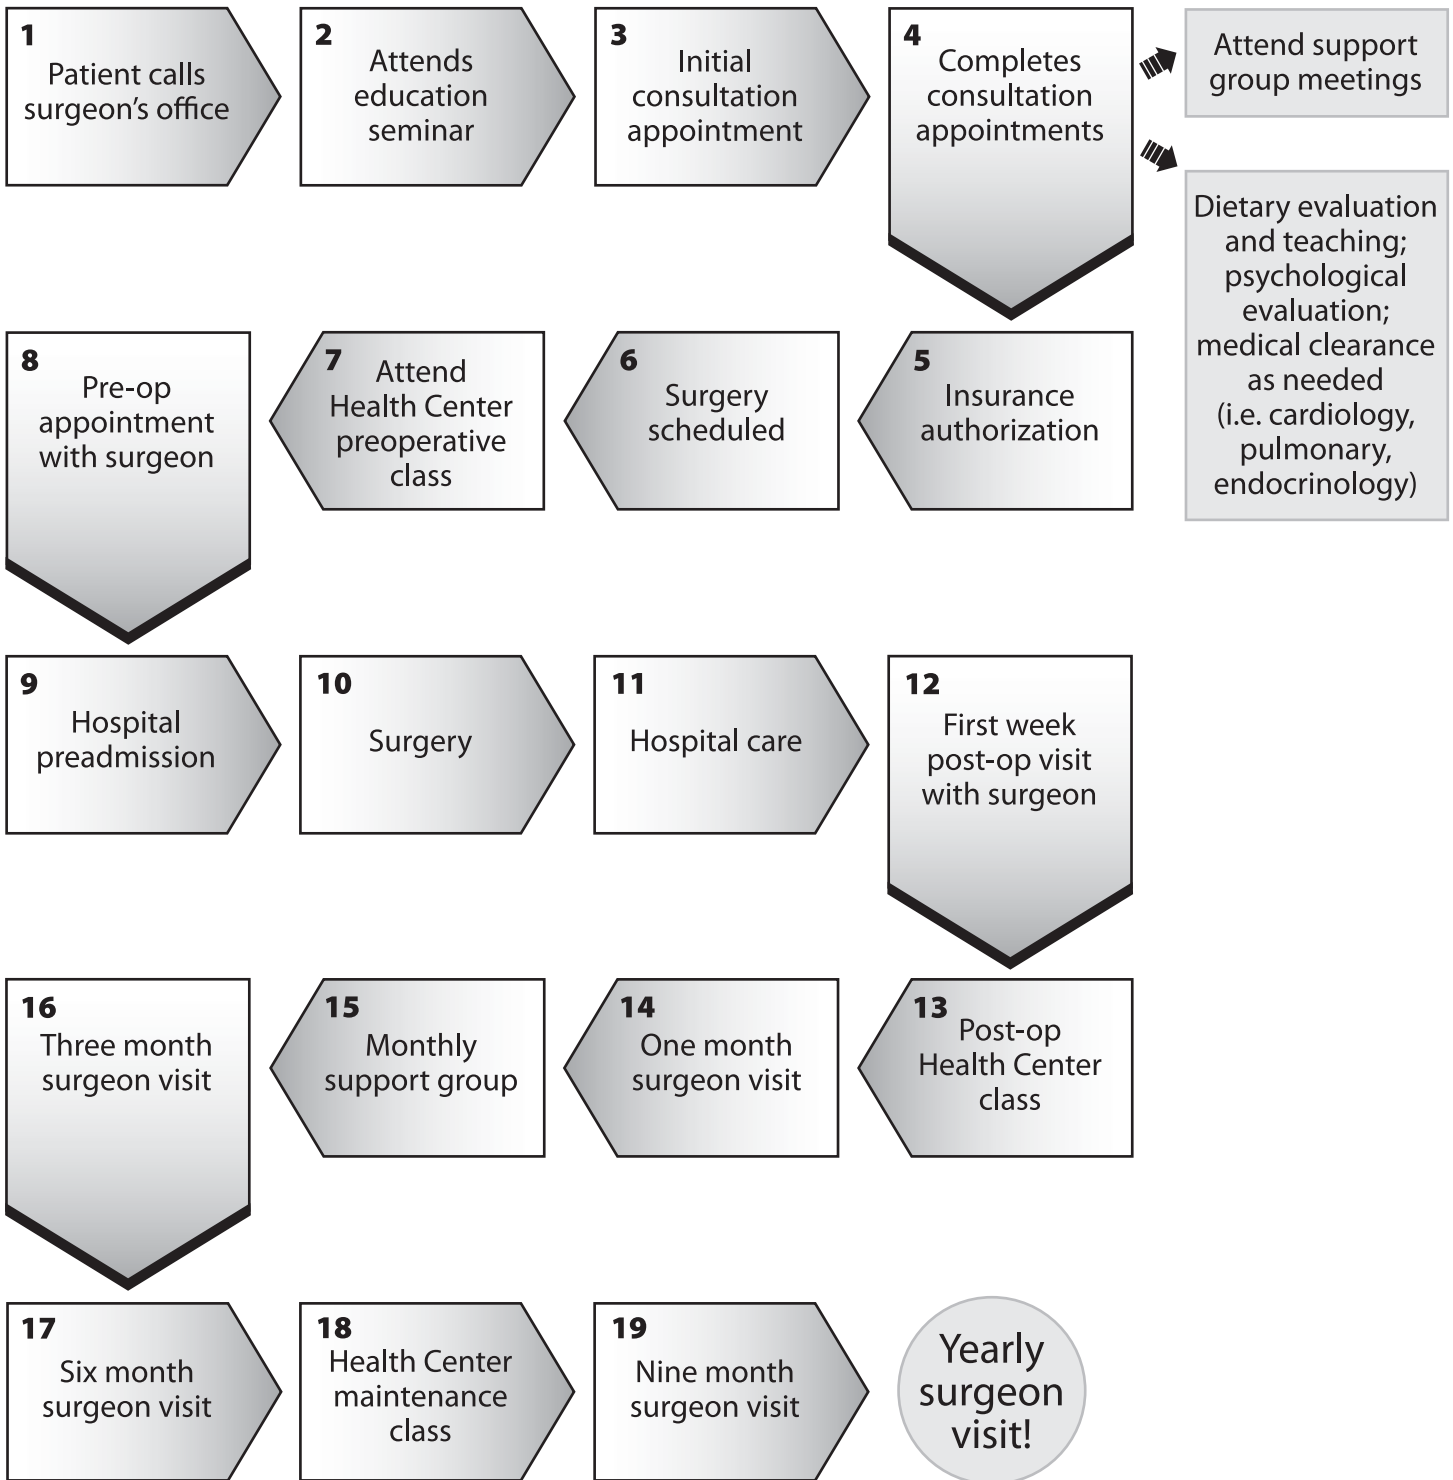 1
Patient calls
surgeon's office
2
Attends
education
seminar
3
Initial
consultation
appointment
4
Completes
consultation
appointments
Attend support
group meetings
Dietary evaluation
and teaching;
psychological
evaluation;
medical clearance
as needed
(i.e. cardiology,
pulmonary,
endocrinology)
5
Insurance
authorization
6
Surgery
scheduled
7
Attend
Health Center
preoperative
class
8
Pre-op
appointment
with surgeon
9
Hospital
preadmission
10
Surgery
11
Hospital care
12
First week
post-op visit
with surgeon
13
Post-op
Health Center
class
14
One month
surgeon visit
15
Monthly
support group
16
Three month
surgeon visit
17
Six month
surgeon visit
18
Health Center
maintenance
class
19
Nine month
surgeon visit
Yearly
surgeon
visit!